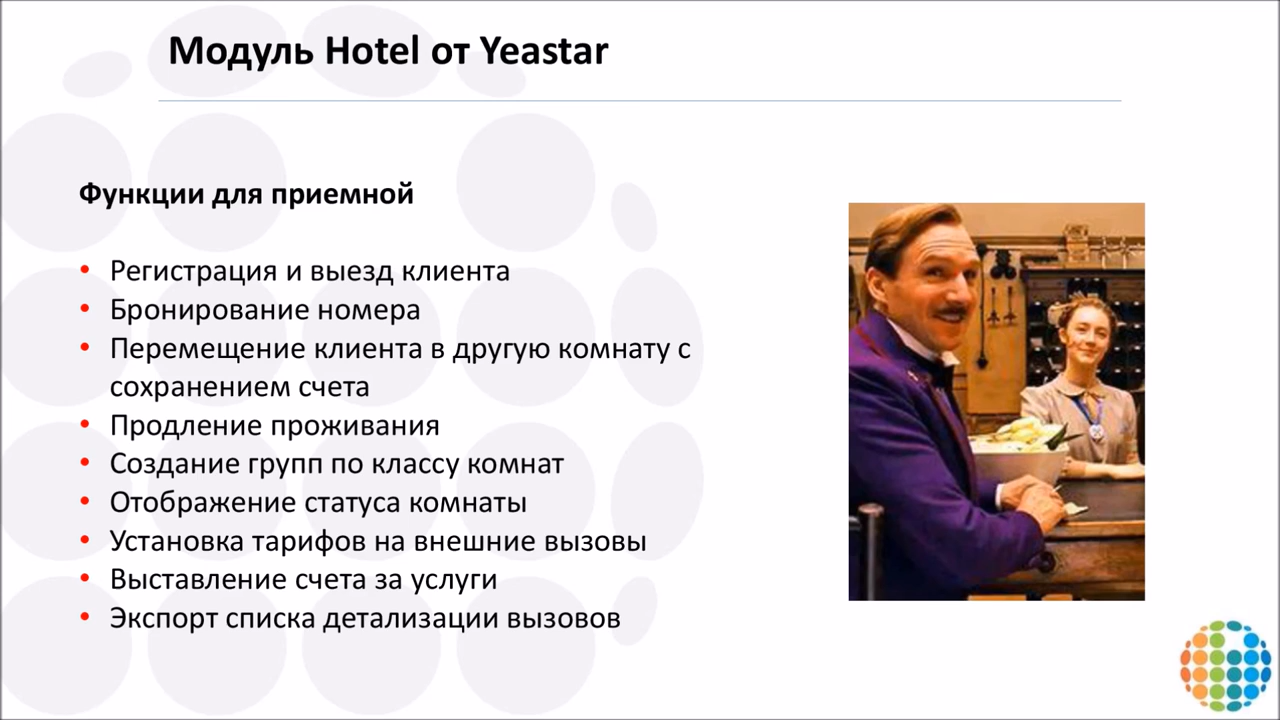 Модуль Hotel от Yeastar
Функции для приемной
• Регистрация и выезд клиента
• Бронирование номера
• Перемещение клиента в другую комнату с
сохранением счета
• Продление проживания
• Создание групп по классу комнат
• Отображение статуса комнаты
• Установка тарифов на внешние вызовы
• Выставление счета за услуги
• Экспорт списка детализации вызовов